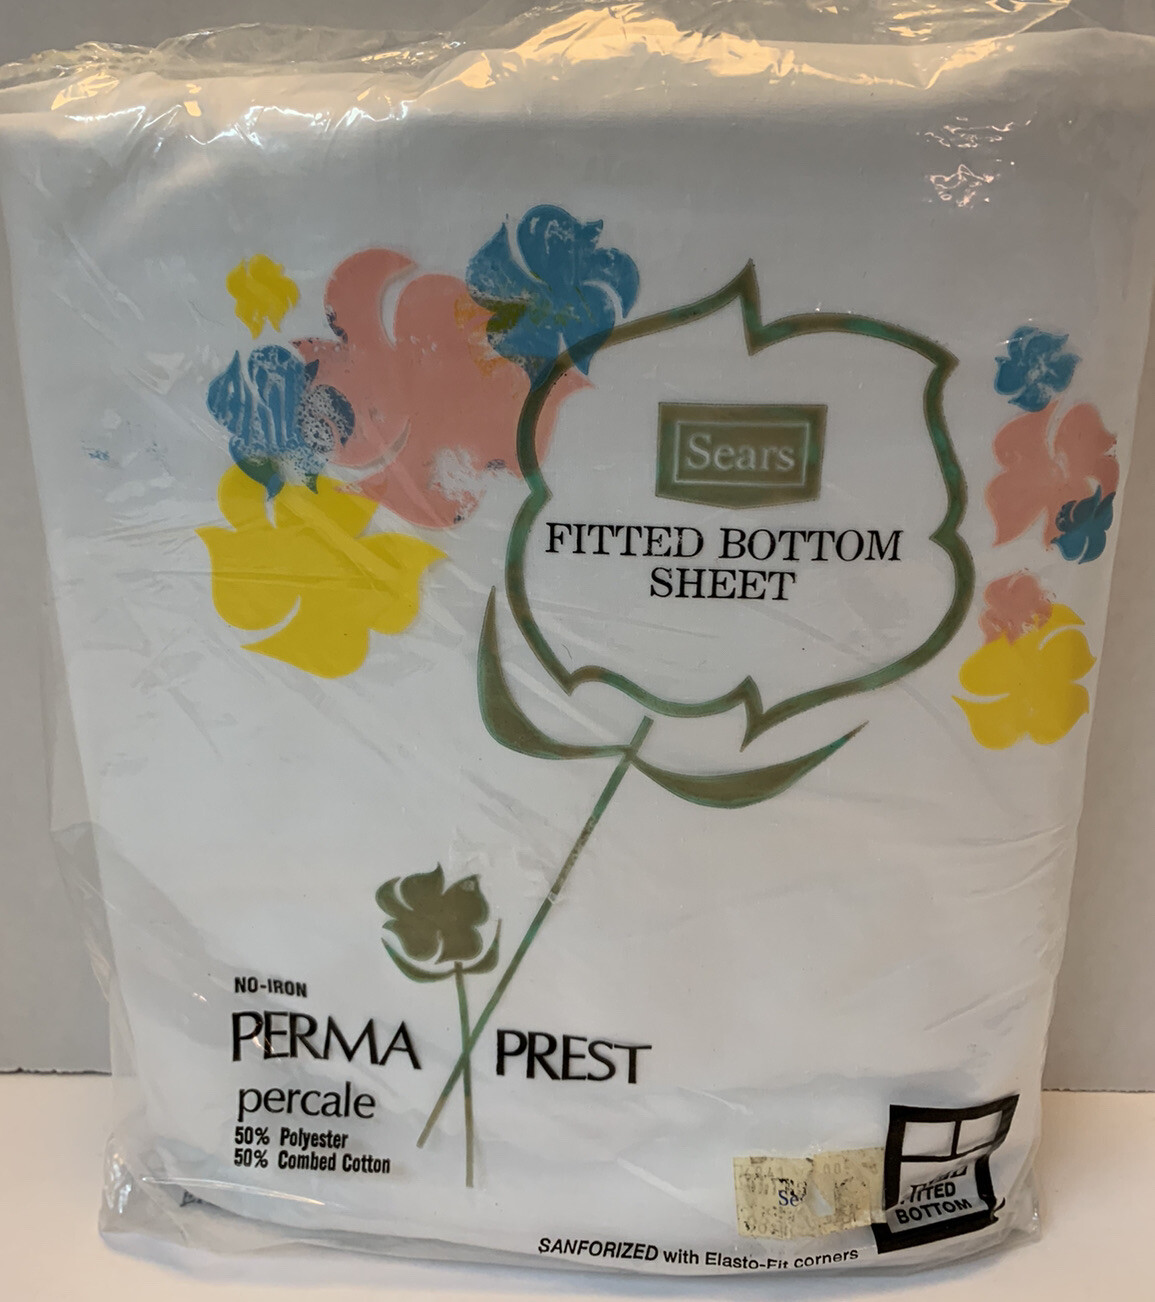 Sears
FITTED BOTTOM
SHEET
NO-IRON
PERMA PREST
percale
50% Polyester
50% Combed Cotton
BOTTOM
SANFORIZED with Elasto-Fit corners